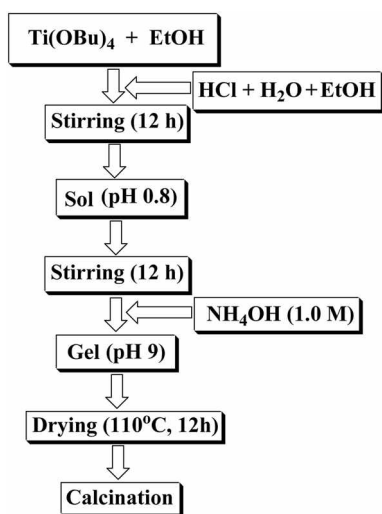 Ti(OBu)₄ + EtOH
HCl + H₂O + EtOH
Stirring (12 h)
Sol (pH 0.8)
Stirring (12 h)
NH₄OH (1.0 M)
Gel (pH 9)
Drying (110°C, 12h)
Calcination